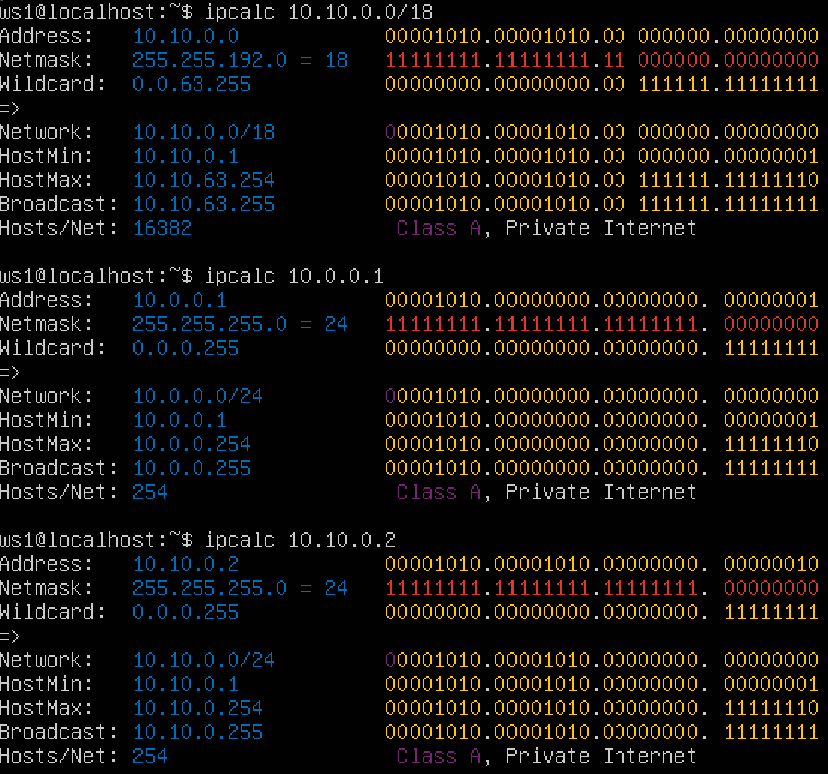 ws1@localhost:~$ ipcalc 10.10.0.0/18
Address:   10.10.0.0            00001010.00001010.00 000000.00000000
Netmask:   255.255.192.0 = 18   11111111.11111111.11 000000.00000000
Wildcard:  0.0.63.255           00000000.00000000.00 111111.11111111
=>
Network:   10.10.0.0/18         00001010.00001010.00 000000.00000000
HostMin:   10.10.0.1            00001010.00001010.00 000000.00000001
HostMax:   10.10.63.254         00001010.00001010.00 111111.11111110
Broadcast: 10.10.63.255         00001010.00001010.00 111111.11111111
Hosts/Net: 16382                 Class A, Private Internet

ws1@localhost:~$ ipcalc 10.0.0.1
Address:   10.0.0.1             00001010.00000000.00000000. 00000001
Netmask:   255.255.255.0 = 24   11111111.11111111.11111111. 00000000
Wildcard:  0.0.0.255            00000000.00000000.00000000. 11111111
=>
Network:   10.0.0.0/24          00001010.00000000.00000000. 00000000
HostMin:   10.0.0.1             00001010.00000000.00000000. 00000001
HostMax:   10.0.0.254           00001010.00000000.00000000. 11111110
Broadcast: 10.0.0.255           00001010.00000000.00000000. 11111111
Hosts/Net: 254                   Class A, Private Internet

ws1@localhost:~$ ipcalc 10.10.0.2
Address:   10.10.0.2            00001010.00001010.00000000. 00000010
Netmask:   255.255.255.0 = 24   11111111.11111111.11111111. 00000000
Wildcard:  0.0.0.255            00000000.00000000.00000000. 11111111
=>
Network:   10.10.0.0/24         00001010.00001010.00000000. 00000000
HostMin:   10.10.0.1            00001010.00001010.00000000. 00000001
HostMax:   10.10.0.254          00001010.00001010.00000000. 11111110
Broadcast: 10.10.0.255          00001010.00001010.00000000. 11111111
Hosts/Net: 254                   Class A, Private Internet